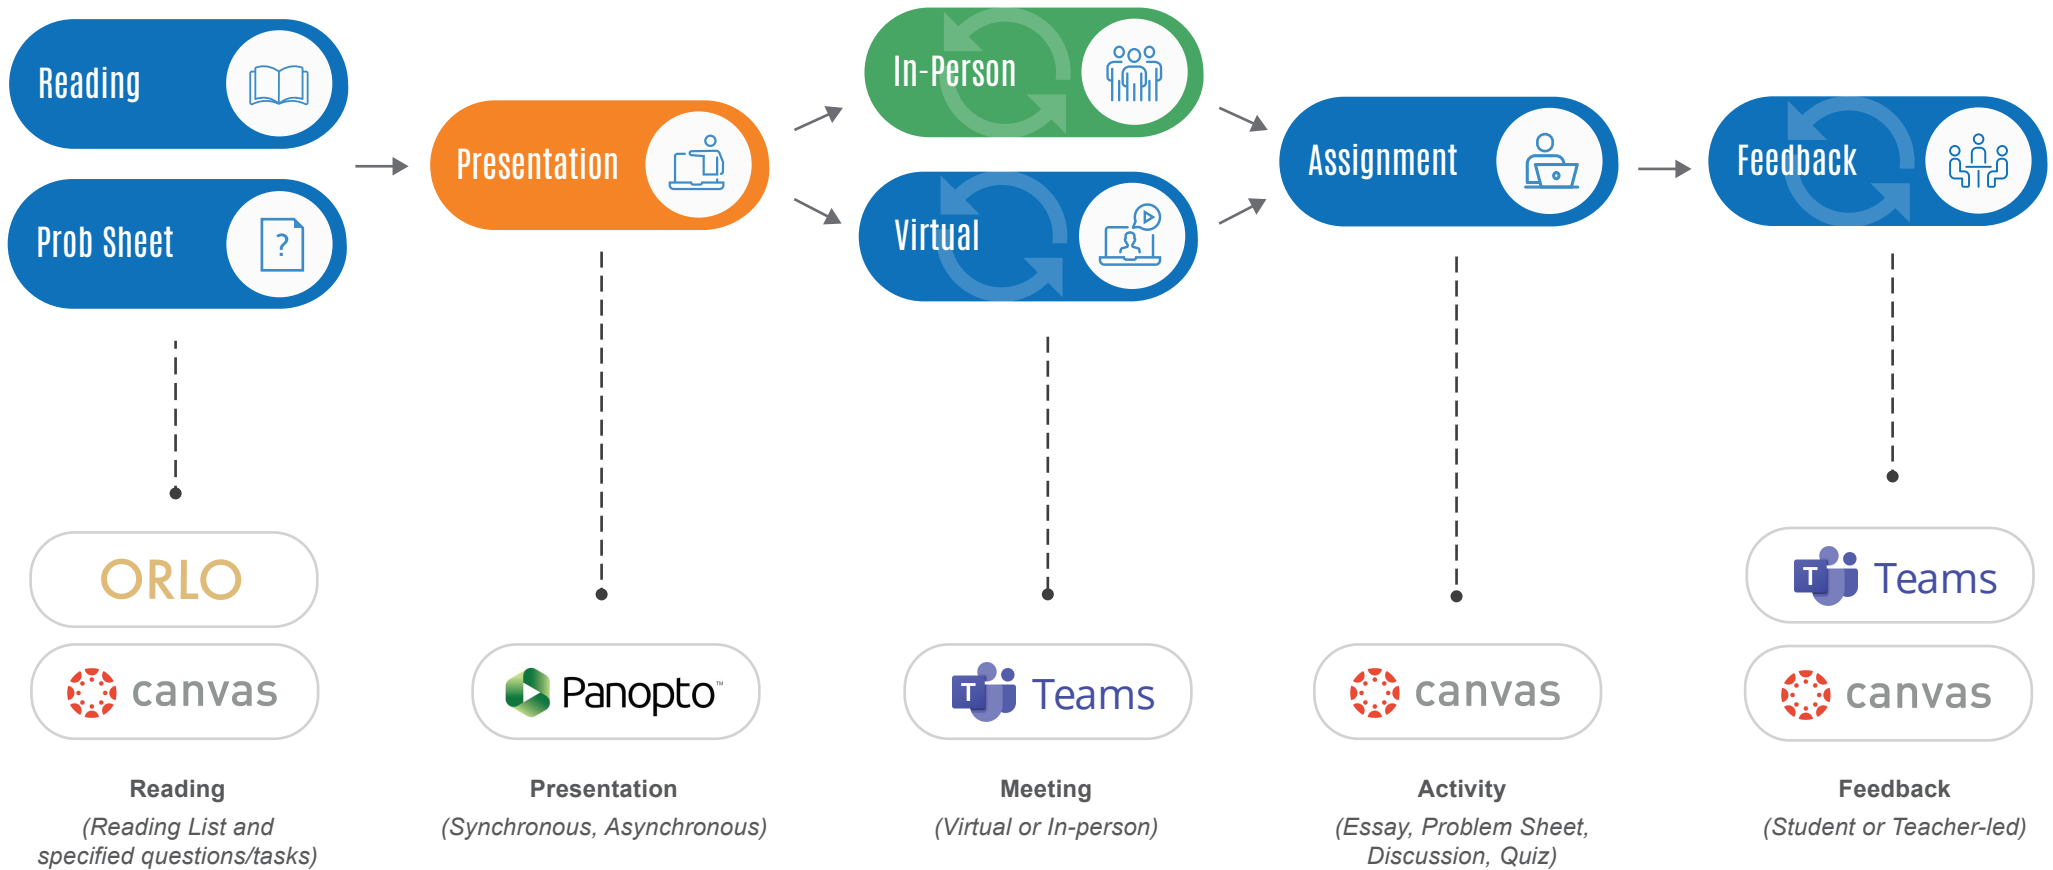 Reading
Prob Sheet
?
Presentation
In-Person
Virtual
Assignment
Feedback
ORLO
canvas
Panopto™
T Teams
canvas
T Teams
canvas
Reading
(Reading List and
specified questions/tasks)
Presentation
(Synchronous, Asynchronous)
Meeting
(Virtual or In-person)
Activity
(Essay, Problem Sheet,
Discussion, Quiz)
Feedback
(Student or Teacher-led)